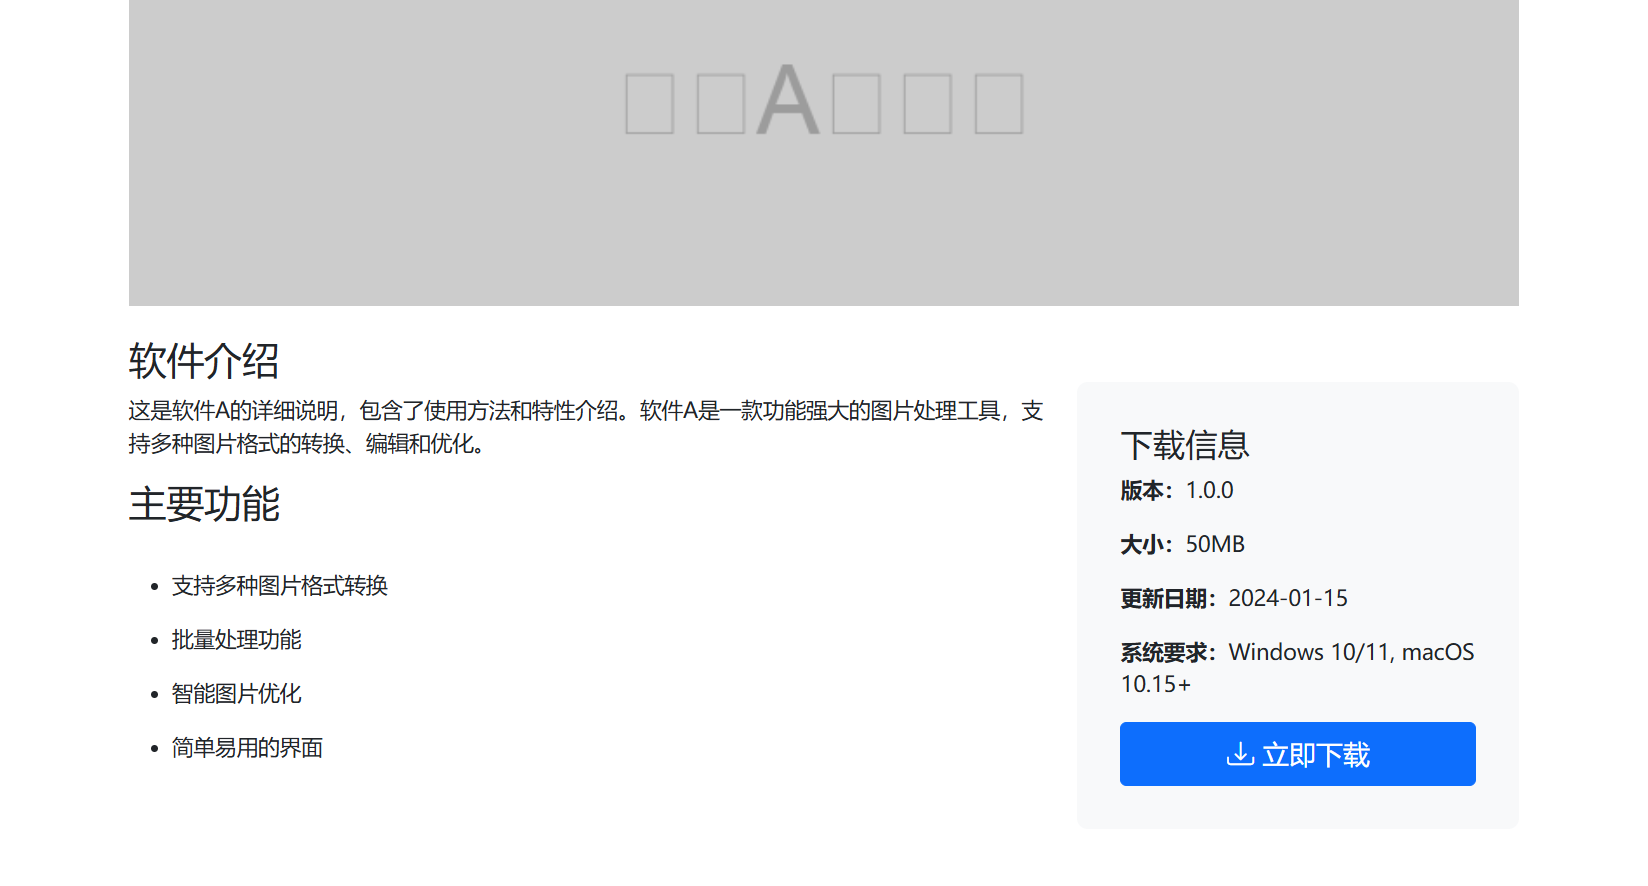 A
软件介绍
这是软件A的详细说明，包含了使用方法和特性介绍。软件A是一款功能强大的图片处理工具，支
持多种图片格式的转换、编辑和优化。
主要功能
支持多种图片格式转换
批量处理功能
智能图片优化
简单易用的界面
下载信息
版本：1.0.0
大小：50MB
更新日期：2024-01-15
系统要求：Windows 10/11, macOS
10.15+
立即下载